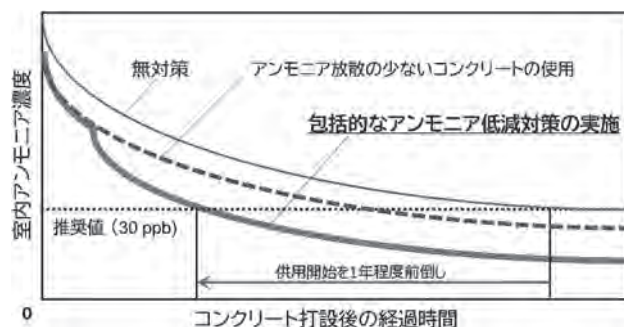 無対策
アンモニア放散の少ないコンクリートの使用
包括的なアンモニア低減対策の実施
室内アンモニア濃度
推奨値 (30 ppb)
供用開始を1年程度前倒し
0
コンクリート打設後の経過時間